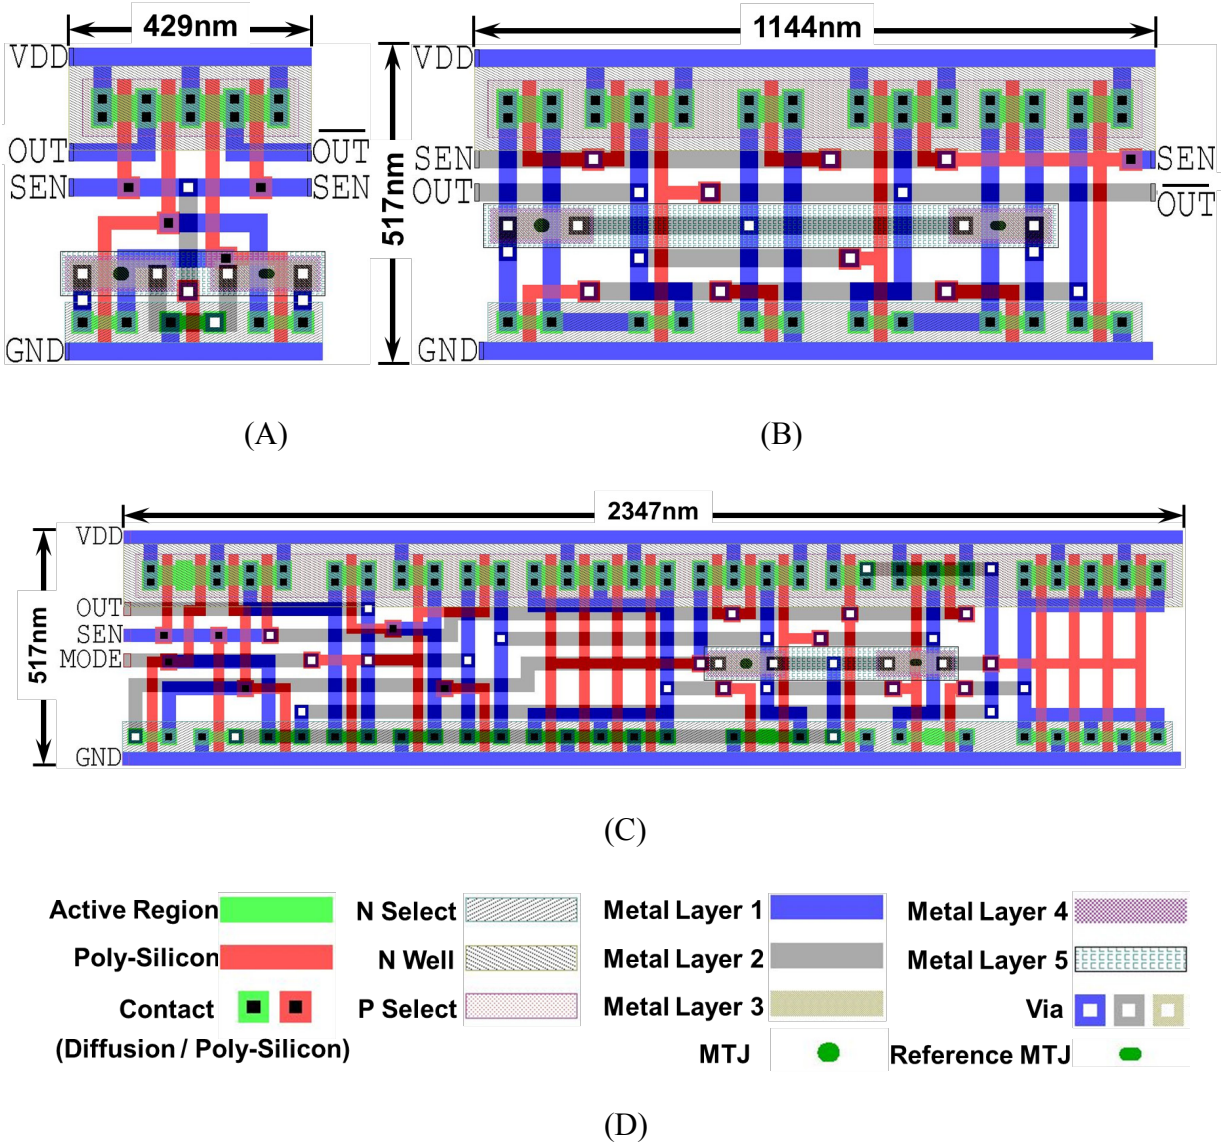 429nm
1144nm
VDD
OUT
OUT
SEN
SEN
GND
517nm
VDD
SEN
SEN
OUT
OUT
GND
(A)
(B)
2347nm
517nm
VDD
OUT
SEN
MODE
GND
(C)
Active Region
N Select
Metal Layer 1
Metal Layer 4
Poly-Silicon
N Well
Metal Layer 2
Metal Layer 5
Contact
P Select
Metal Layer 3
Via
(Diffusion / Poly-Silicon)
MTJ
Reference MTJ
(D)